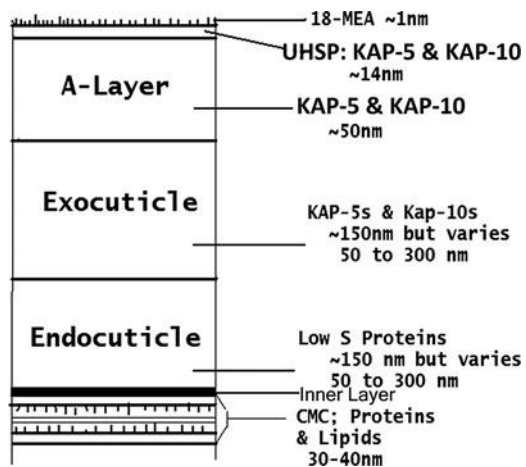 18-MEA ~1nm
UHSP: KAP-5 & KAP-10
~14nm
A-Layer
KAP-5 & KAP-10
~50nm
Exocuticle
KAP-5s & Kap-10s
~150nm but varies
50 to 300 nm
Endocuticle
Low S Proteins
~150 nm but varies
50 to 300 nm
Inner Layer
CMC; Proteins
& Lipids
30-40nm